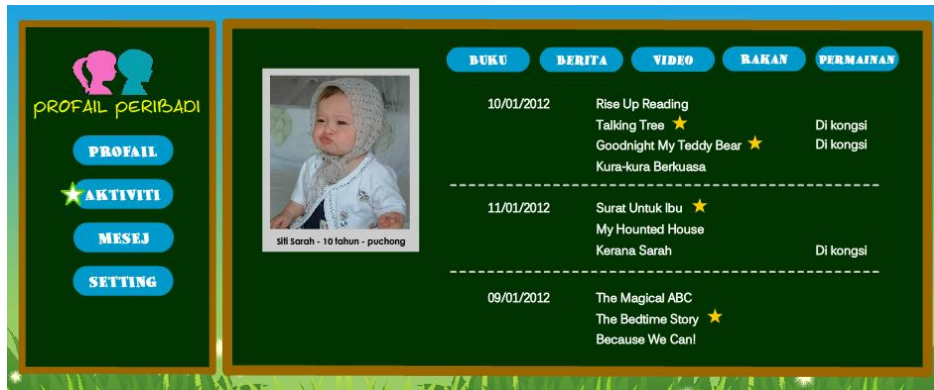 PROFAIL PERIBADI
PROFAIL
AKTIVITI
MESEJ
SETTING
Siti Sarah - 10 tahun - puchong
BUKU BERITA VIDEO RAKAN PERMAINAN
10/01/2012 Rise Up Reading
Talking Tree Di kongsi
Goodnight My Teddy Bear Di kongsi
Kura-kura Berkuasa
11/01/2012 Surat Untuk Ibu
My Hounted House
Kerana Sarah Di kongsi
09/01/2012 The Magical ABC
The Bedtime Story
Because We Can!